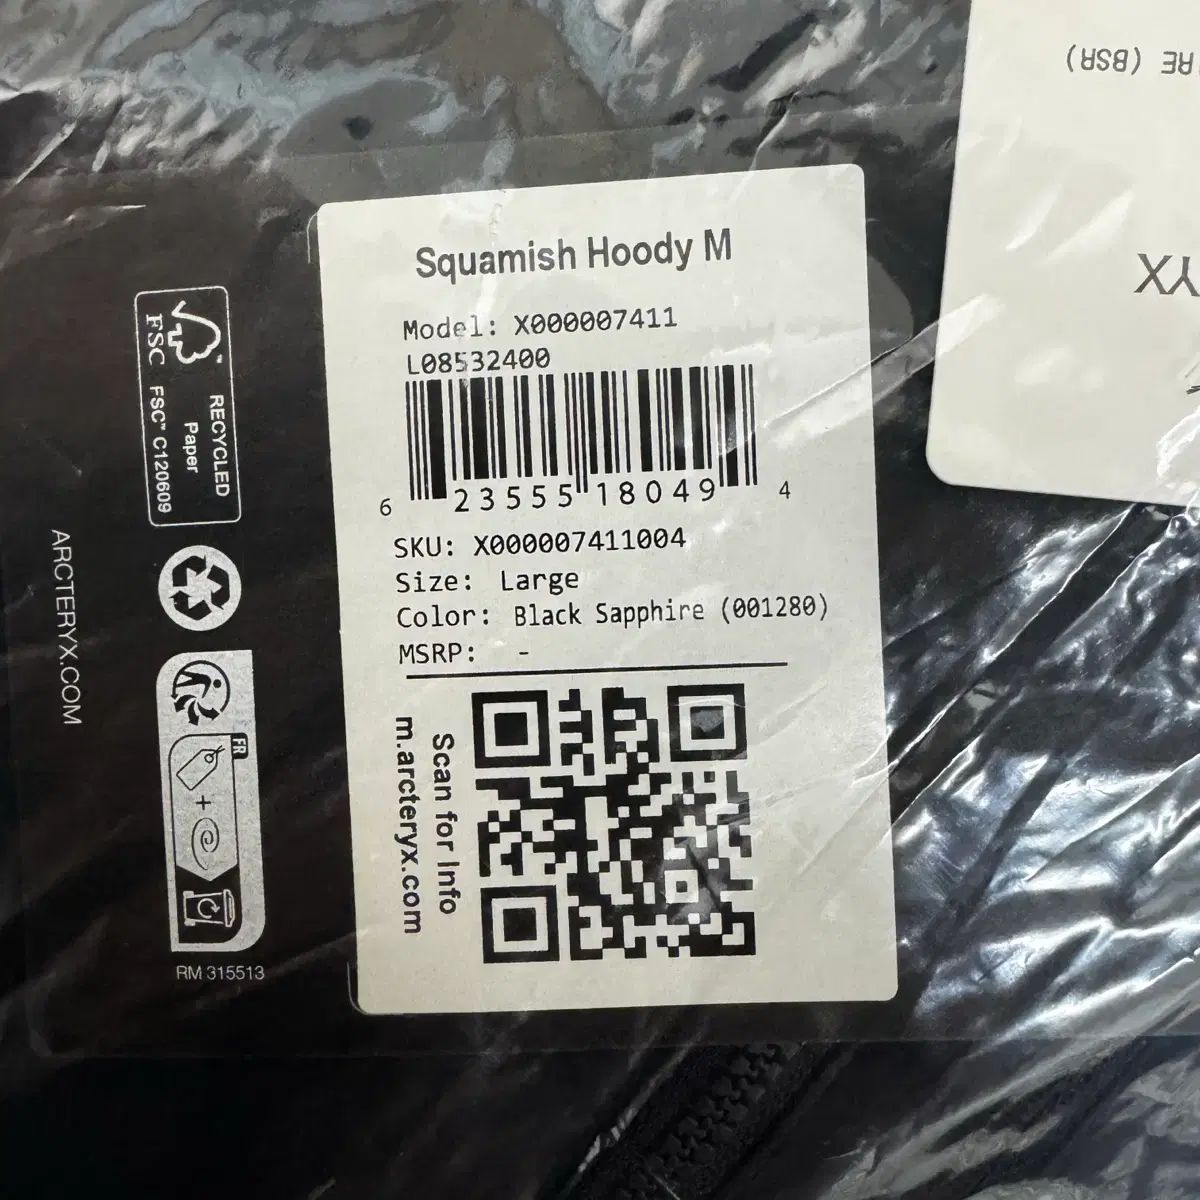 Squamish Hoody M
Model: X000007411
L08532400
6 23555 18049 4
SKU: X000007411004
Size: Large
Color: Black Sapphire (001280)
MSRP: -
Scan for Info
m.arcteryx.com
FSC
RECYCLED
Paper
FSC™ C120609
ARCTERYX.COM
FR
+
RM 315513
RE (BSR)
YX